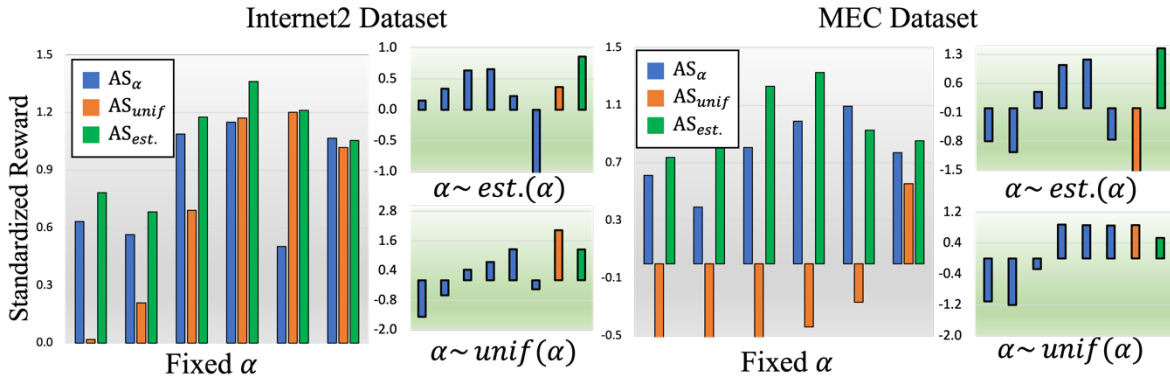 Internet2 Dataset
MEC Dataset
Standardized Reward
1.5
1.2
0.9
0.6
0.3
0.0
AS_α
AS_unif
AS_est.
Fixed α
1.0
0.5
0.0
-0.5
-1.0
α~ est.(α)
2.8
1.6
0.4
-0.8
-2.0
α~ unif(α)
1.5
1.1
0.7
0.3
-0.1
-0.5
AS_α
AS_unif
AS_est.
Fixed α
1.3
0.6
-0.1
-0.8
-1.5
α~ est.(α)
1.2
0.4
-0.4
-1.2
-2.0
α~ unif(α)